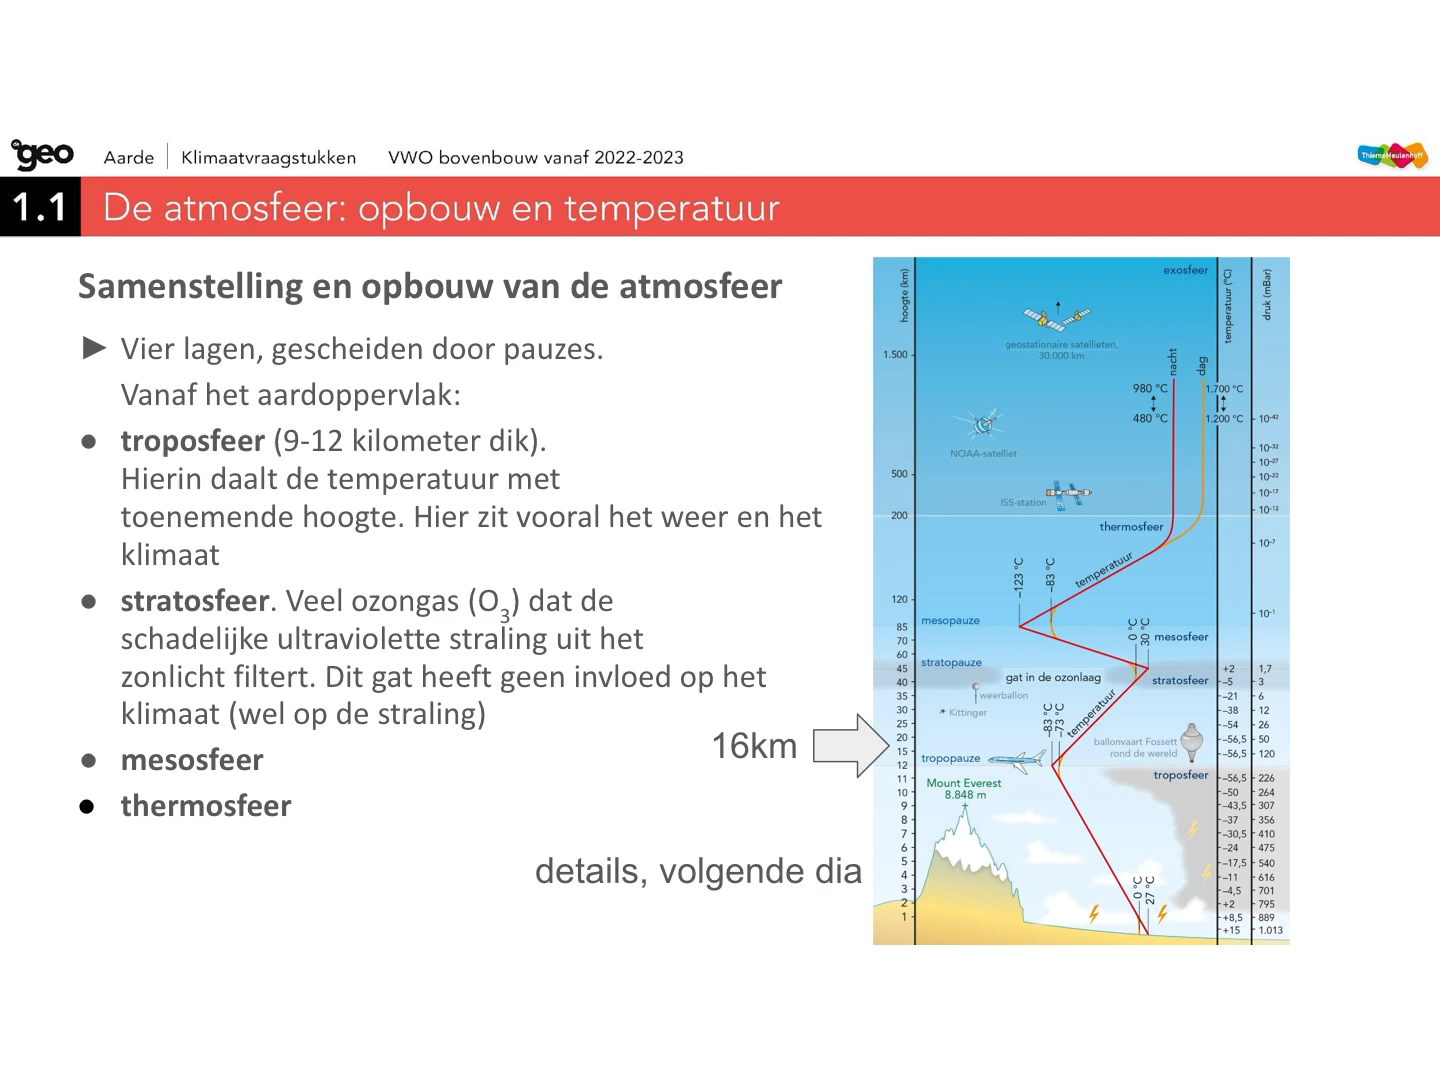 de geo Aarde Klimaatvraagstukken VWO bovenbouw vanaf 2022-2023
ThiemeMeulenhoff
1.1 De atmosfeer: opbouw en temperatuur
Samenstelling en opbouw van de atmosfeer
► Vier lagen, gescheiden door pauzes.
Vanaf het aardoppervlak:
● troposfeer (9-12 kilometer dik).
Hierin daalt de temperatuur met
toenemende hoogte. Hier zit vooral het weer en het
klimaat
● stratosfeer. Veel ozongas (O₃) dat de
schadelijke ultraviolette straling uit het
zonlicht filtert. Dit gat heeft geen invloed op het
klimaat (wel op de straling)
● mesosfeer
● thermosfeer
16km
details, volgende dia
hoogte (km)
1.500
500
200
120
85
70
60
45
40
35
30
25
20
15
12
11
10
9
8
7
6
5
4
3
2
1
exosfeer
geostationaire satellieten,
30.000 km
nacht
dag
980 °C
480 °C
1.700 °C
1.200 °C
NOAA-satelliet
ISS-station
thermosfeer
temperatuur
–123 °C
–83 °C
mesopauze
0 °C
30 °C
mesosfeer
stratopauze
gat in de ozonlaag
stratosfeer
weerballon
Kittinger
–83 °C
–73 °C
temperatuur
ballonvaart Fossett
rond de wereld
tropopauze
troposfeer
Mount Everest
8.848 m
0 °C
27 °C
temperatuur (°C)
+2
–5
–21
–38
–54
–56,5
–56,5
–56,5
–50
–43,5
–37
–30,5
–24
–17,5
–11
–4,5
+2
+8,5
+15
druk (mBar)
10⁻⁴²
10⁻³²
10⁻²⁷
10⁻²²
10⁻¹⁷
10⁻¹²
10⁻⁷
10⁻¹
1,7
3
6
12
26
50
120
226
264
307
356
410
475
540
616
701
795
889
1.013